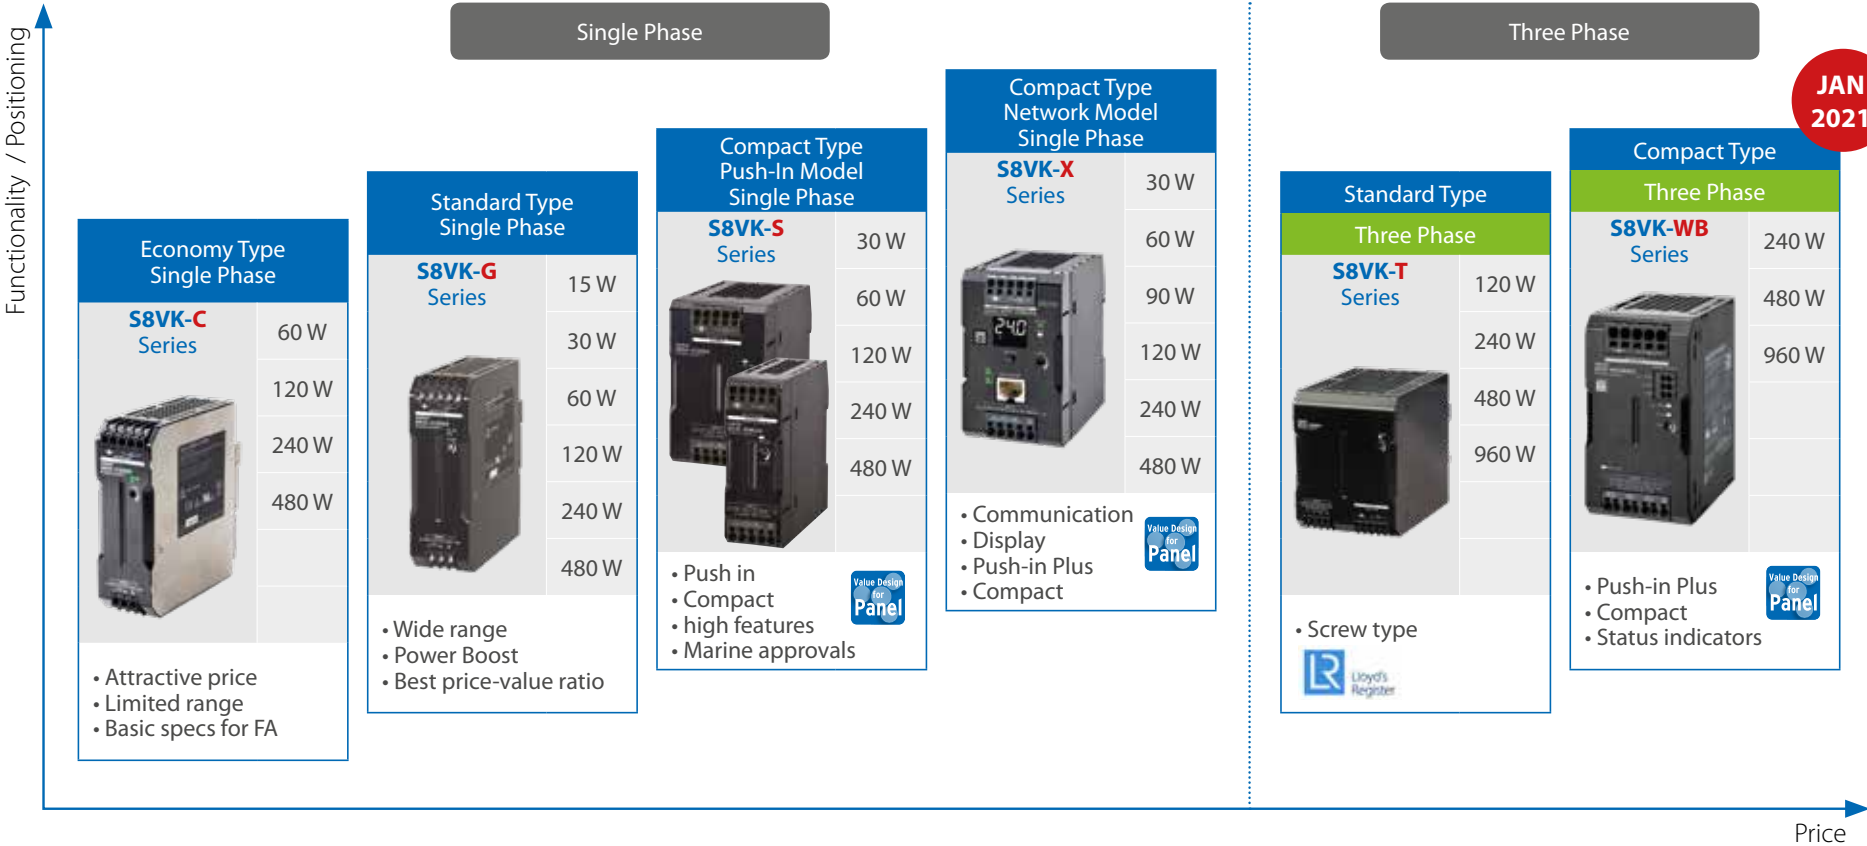 Functionality / Positioning
Single Phase
Three Phase
JAN
2021
Economy Type
Single Phase
S8VK-C
Series
60 W
120 W
240 W
480 W
• Attractive price
• Limited range
• Basic specs for FA
Standard Type
Single Phase
S8VK-G
Series
15 W
30 W
60 W
120 W
240 W
480 W
• Wide range
• Power Boost
• Best price-value ratio
Compact Type
Push-In Model
Single Phase
S8VK-S
Series
30 W
60 W
120 W
240 W
480 W
• Push in
• Compact
• high features
• Marine approvals
Value Design
for
Panel
Compact Type
Network Model
Single Phase
S8VK-X
Series
30 W
60 W
90 W
120 W
240 W
480 W
24.0
• Communication
• Display
• Push-in Plus
• Compact
Value Design
for
Panel
Standard Type
Three Phase
S8VK-T
Series
120 W
240 W
480 W
960 W
• Screw type
LR
Lloyd's
Register
Compact Type
Three Phase
S8VK-WB
Series
240 W
480 W
960 W
• Push-in Plus
• Compact
• Status indicators
Value Design
for
Panel
Price